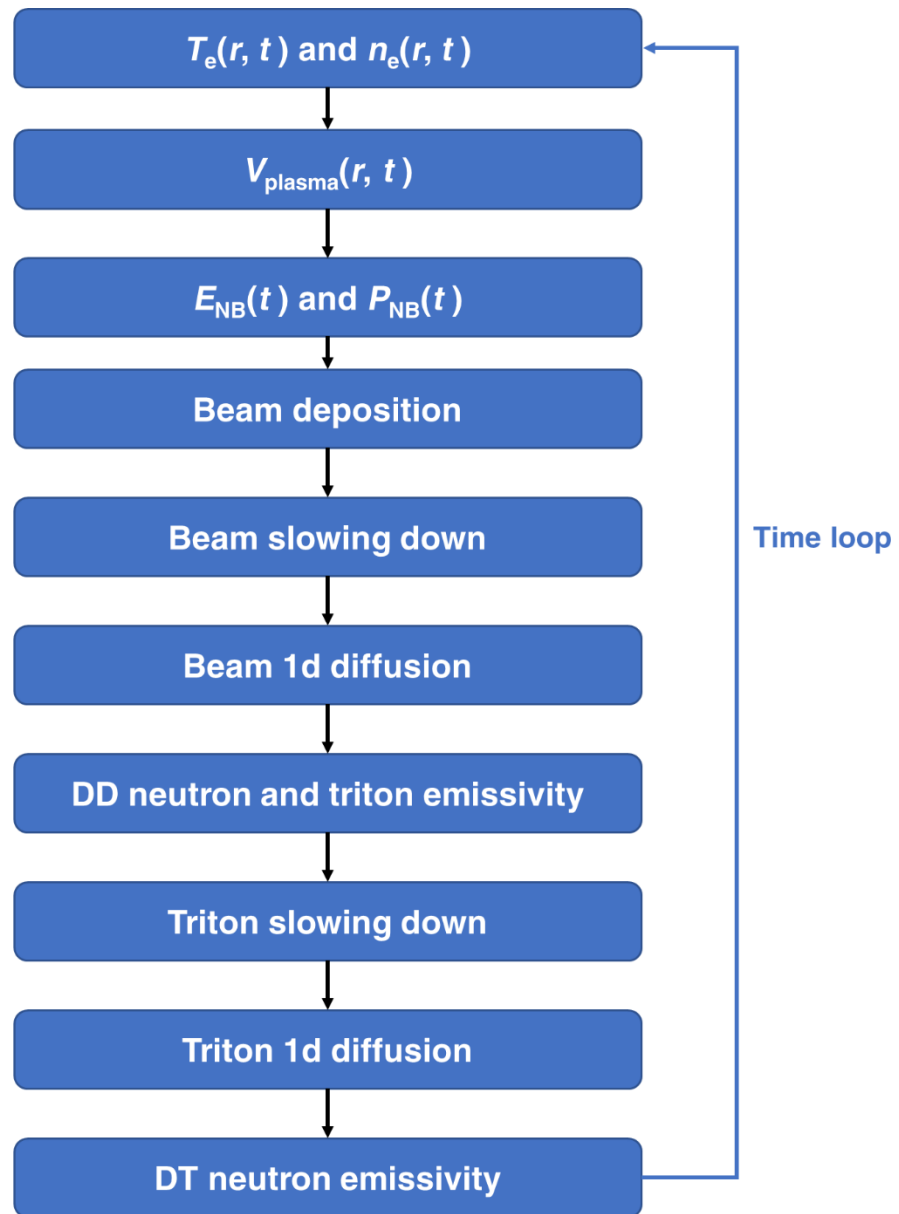 Te(r, t) and ne(r, t)
Vplasma(r, t)
ENB(t) and PNB(t)
Beam deposition
Beam slowing down
Time loop
Beam 1d diffusion
DD neutron and triton emissivity
Triton slowing down
Triton 1d diffusion
DT neutron emissivity